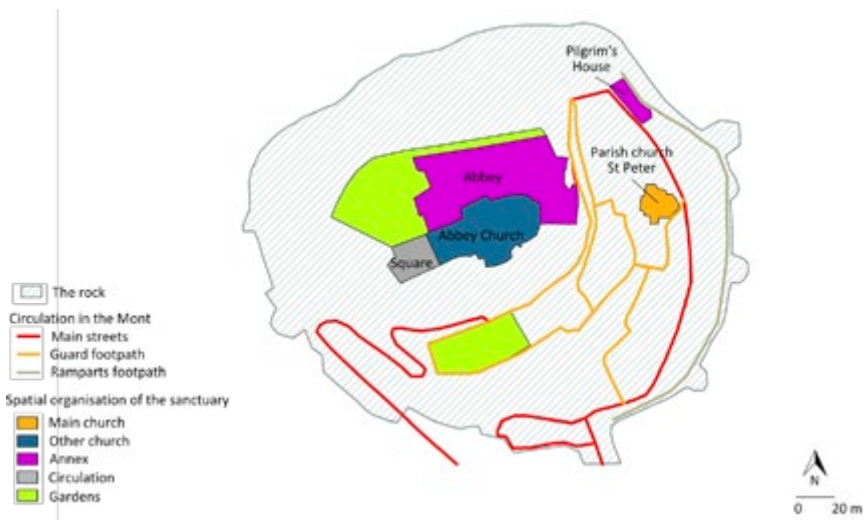 Pilgrim's
House
Parish church
St Peter
Abbey
Abbey Church
Square
The rock
Circulation in the Mont
Main streets
Guard footpath
Ramparts footpath
Spatial organisation of the sanctuary
Main church
Other church
Annex
Circulation
Gardens
N
0 20 m